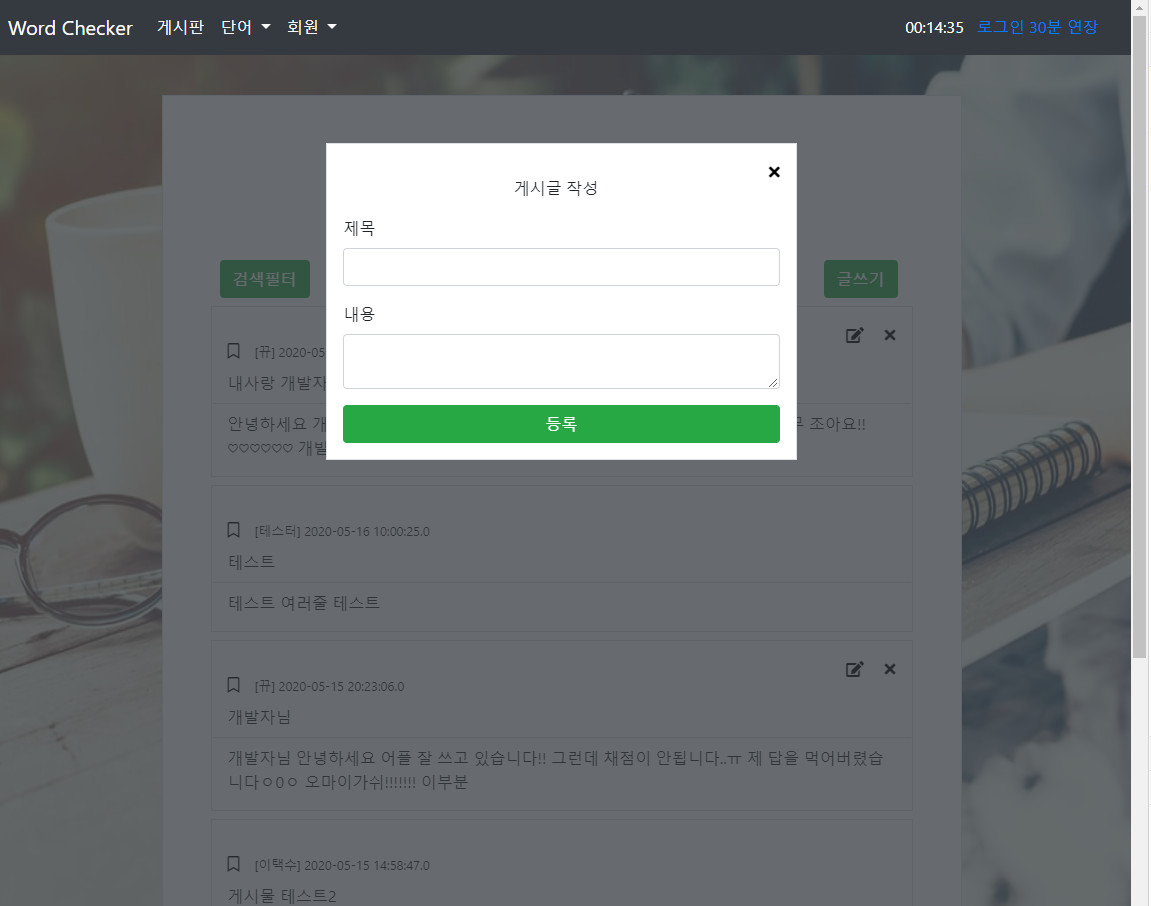 Word Checker 게시판 단어 회원 00:14:35 로그인 30분 연장
게시글 작성
제목
검색필터 글쓰기
내용
[뀨] 2020-05
내사랑 개발자
등록
안녕하세요 개 조아요!!
♡♡♡♡♡♡ 개발
[테스터] 2020-05-16 10:00:25.0
테스트
테스트 여러줄 테스트
[뀨] 2020-05-15 20:23:06.0
개발자님
개발자님 안녕하세요 어플 잘 쓰고 있습니다!! 그런데 채점이 안됩니다..ㅠ 제 답을 먹어버렸습
니다ㅇ0ㅇ 오마이가쉬!!!!!!! 이부분
[이택수] 2020-05-15 14:58:47.0
게시물 테스트2